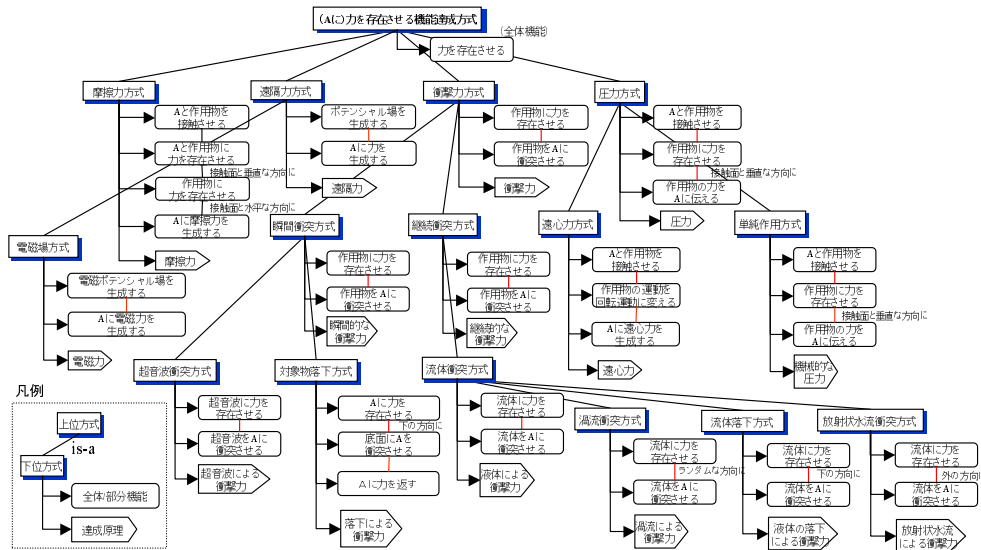 (Aに)力を存在させる機能達成方式
(全体機能)
力を存在させる
摩擦力方式
Aと作用物を
接触させる
Aと作用物に
力を存在させる
接触面と垂直な方向に
作用物に
力を存在させる
接触面と水平な方向に
Aに摩擦力を
生成する
摩擦力
遠隔力方式
ポテンシャル場を
生成する
Aに力を
生成する
遠隔力
衝撃力方式
作用物に力を
存在させる
作用物をAに
衝突させる
衝撃力
圧力方式
Aと作用物を
接触させる
作用物に力を
存在させる
接触面と垂直な方向に
作用物の力を
Aに伝える
圧力
電磁場方式
電磁ポテンシャル場を
生成する
Aに電磁力を
生成する
電磁力
瞬間衝突方式
作用物に力を
存在させる
作用物をAに
衝突させる
瞬間的な
衝撃力
継続衝突方式
作用物に力を
存在させる
作用物をAに
衝突させる
継続的な
衝撃力
遠心力方式
Aと作用物を
接触させる
作用物の運動を
回転運動に変える
Aに遠心力を
生成する
遠心力
単純作用方式
Aと作用物を
接触させる
作用物に力を
存在させる
接触面と垂直な方向に
作用物の力を
Aに伝える
機械的な
圧力
超音波衝突方式
超音波に力を
存在させる
超音波をAに
衝突させる
超音波による
衝撃力
対象物落下方式
Aに力を
存在させる
下の方向に
底面にAを
衝突させる
Aに力を返す
落下による
衝撃力
流体衝突方式
流体に力を
存在させる
流体をAに
衝突させる
液体による
衝撃力
渦流衝突方式
流体に力を
存在させる
ランダムな方向に
流体をAに
衝突させる
渦流による
衝撃力
流体落下方式
流体に力を
存在させる
下の方向に
流体をAに
衝突させる
液体の落下
による衝撃力
放射状水流衝突方式
流体に力を
存在させる
外の方向
流体をAに
衝突させる
放射状水流
による衝撃力
凡例
上位方式
is-a
下位方式
全体部分機能
達成原理